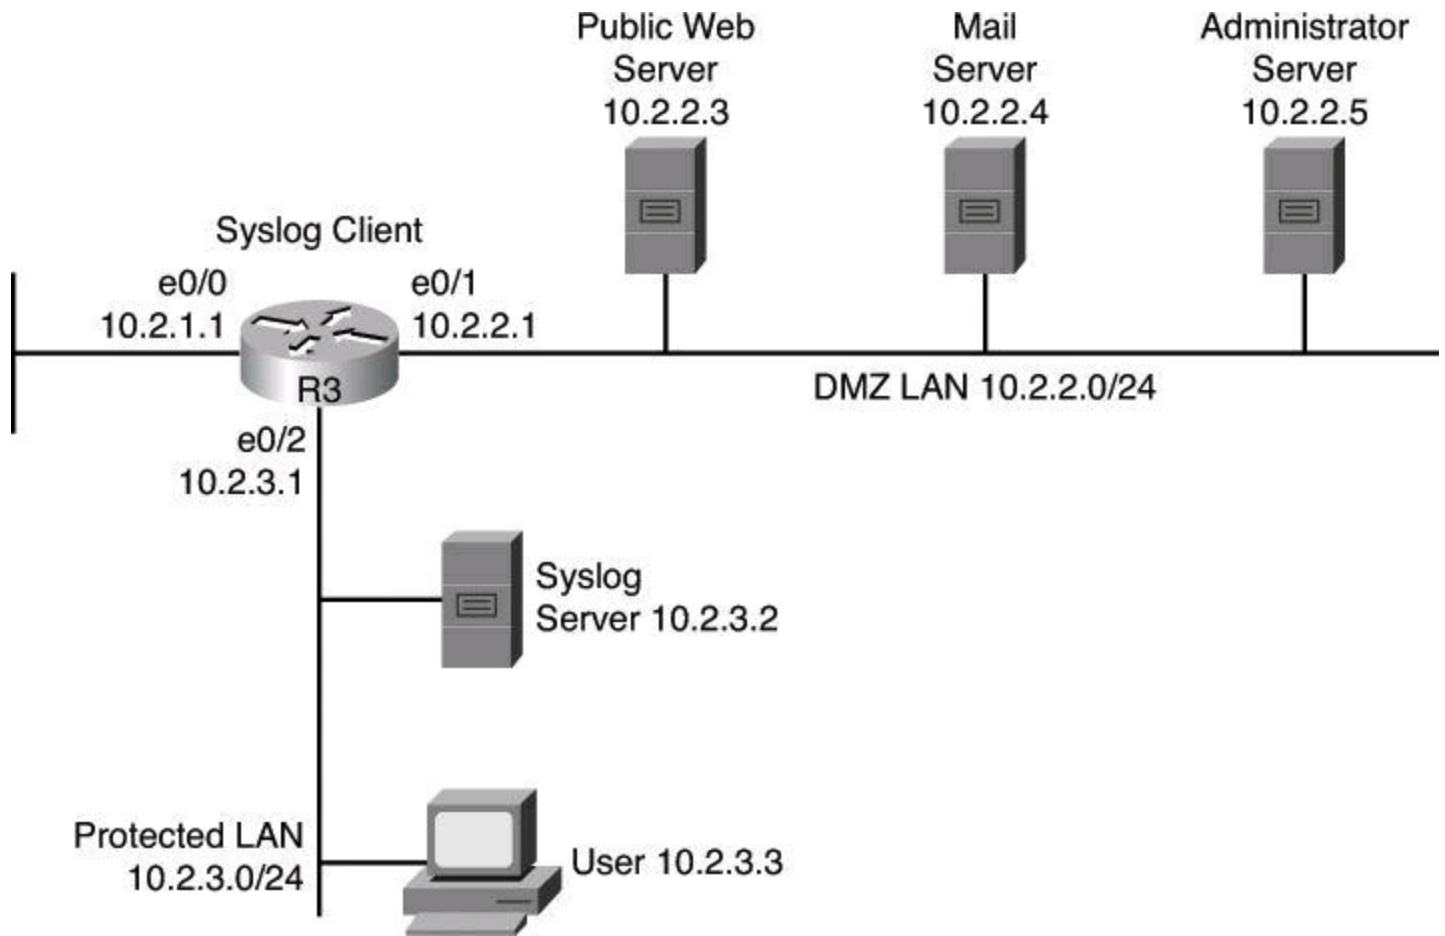 Public Web
Server
10.2.2.3
Mail
Server
10.2.2.4
Administrator
Server
10.2.2.5
Syslog Client
e0/0
10.2.1.1
e0/1
10.2.2.1
R3
DMZ LAN 10.2.2.0/24
e0/2
10.2.3.1
Syslog
Server 10.2.3.2
Protected LAN
10.2.3.0/24
User 10.2.3.3